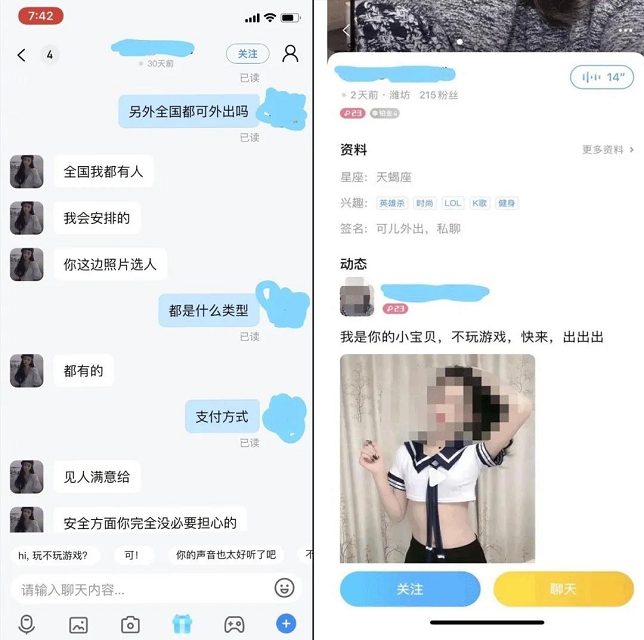 7:42
4
关注
30天前
已读
另外全国都可外出吗
已读
全国我都有人
我会安排的
你这边照片选人
都是什么类型
已读
都有的
支付方式
已读
见人满意给
安全方面你完全没必要担心的
hi, 玩不玩游戏?
可!
你的声音也太好听了吧
请输入聊天内容...
14"
2天前 · 潍坊 215粉丝
23
资料
更多资料
星座: 天蝎座
兴趣: 英雄杀 时尚 LOL K歌 健身
签名: 可儿外出，私聊
动态
23
我是你的小宝贝，不玩游戏，快来，出出出
关注
聊天